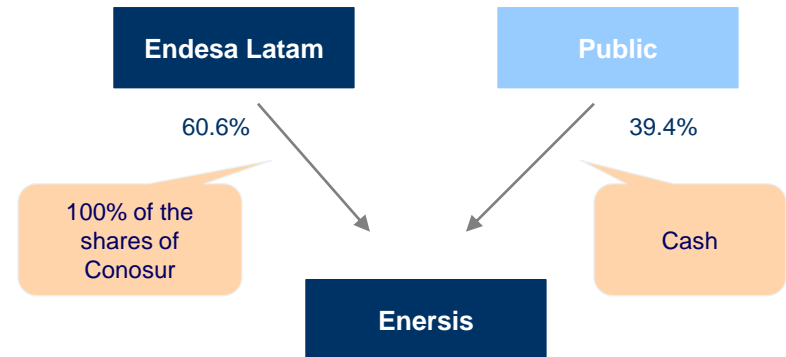 Endesa Latam
Public
60.6%
39.4%
100% of the
shares of
Conosur
Cash
Enersis